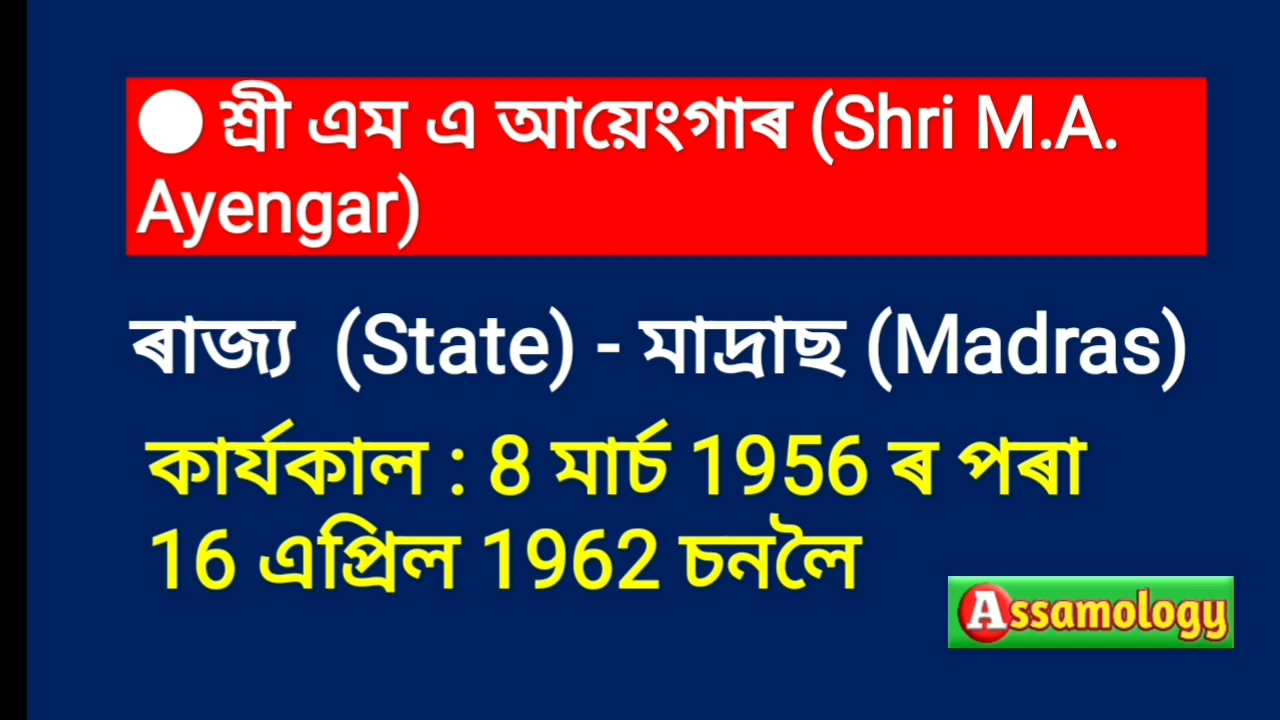 ● শ্ৰী এম এ আয়েংগাৰ (Shri M.A.
Ayengar)
ৰাজ্য (State) - মাদ্ৰাছ (Madras)
কাৰ্যকাল : 8 মাৰ্চ 1956 ৰ পৰা
16 এপ্ৰিল 1962 চনলৈ
Assamology